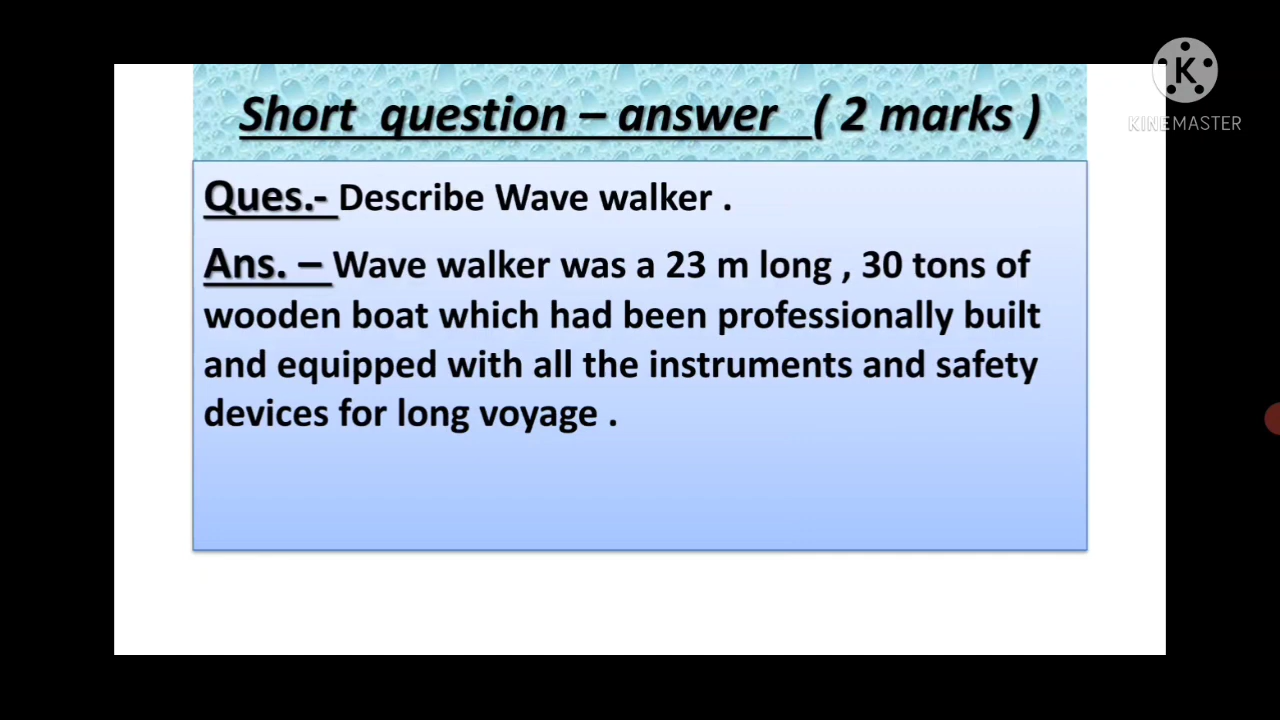 Short question – answer ( 2 marks )
K
KINEMASTER
Ques.- Describe Wave walker .
Ans. – Wave walker was a 23 m long , 30 tons of
wooden boat which had been professionally built
and equipped with all the instruments and safety
devices for long voyage .